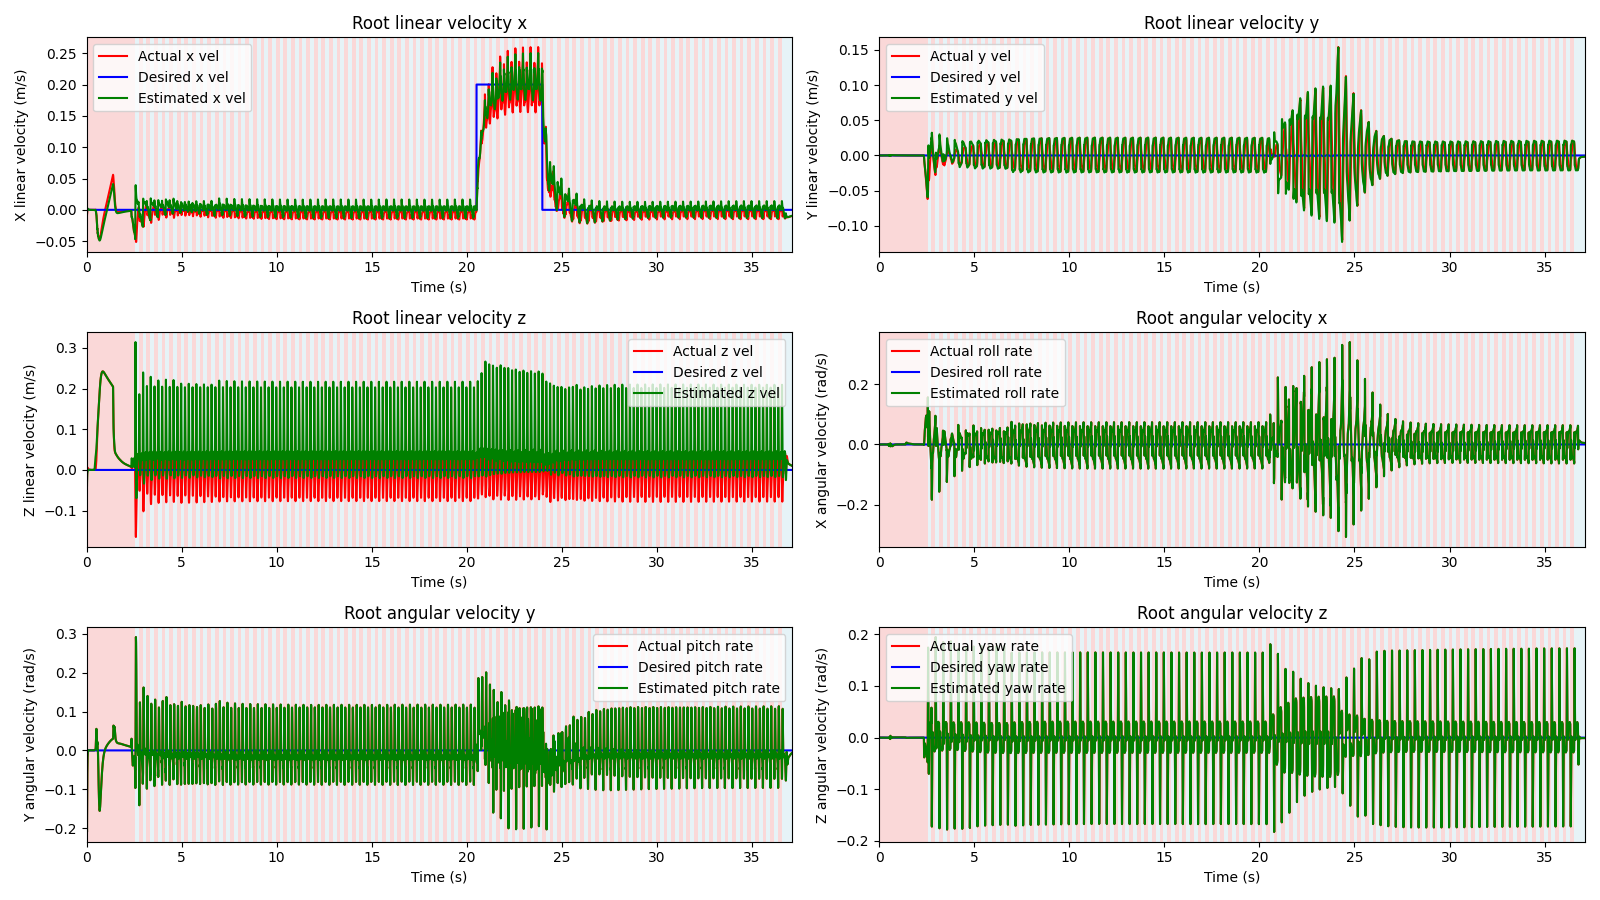 Root linear velocity x
X linear velocity (m/s)
0.25
0.20
0.15
0.10
0.05
0.00
−0.05
Actual x vel
Desired x vel
Estimated x vel
0 5 10 15 20 25 30 35
Time (s)
Root linear velocity y
Y linear velocity (m/s)
0.15
0.10
0.05
0.00
−0.05
−0.10
Actual y vel
Desired y vel
Estimated y vel
0 5 10 15 20 25 30 35
Time (s)
Root linear velocity z
Z linear velocity (m/s)
0.3
0.2
0.1
0.0
−0.1
Actual z vel
Desired z vel
Estimated z vel
0 5 10 15 20 25 30 35
Time (s)
Root angular velocity x
X angular velocity (rad/s)
0.2
0.0
−0.2
Actual roll rate
Desired roll rate
Estimated roll rate
0 5 10 15 20 25 30 35
Time (s)
Root angular velocity y
Y angular velocity (rad/s)
0.3
0.2
0.1
0.0
−0.1
−0.2
Actual pitch rate
Desired pitch rate
Estimated pitch rate
0 5 10 15 20 25 30 35
Time (s)
Root angular velocity z
Z angular velocity (rad/s)
0.2
0.1
0.0
−0.1
−0.2
Actual yaw rate
Desired yaw rate
Estimated yaw rate
0 5 10 15 20 25 30 35
Time (s)